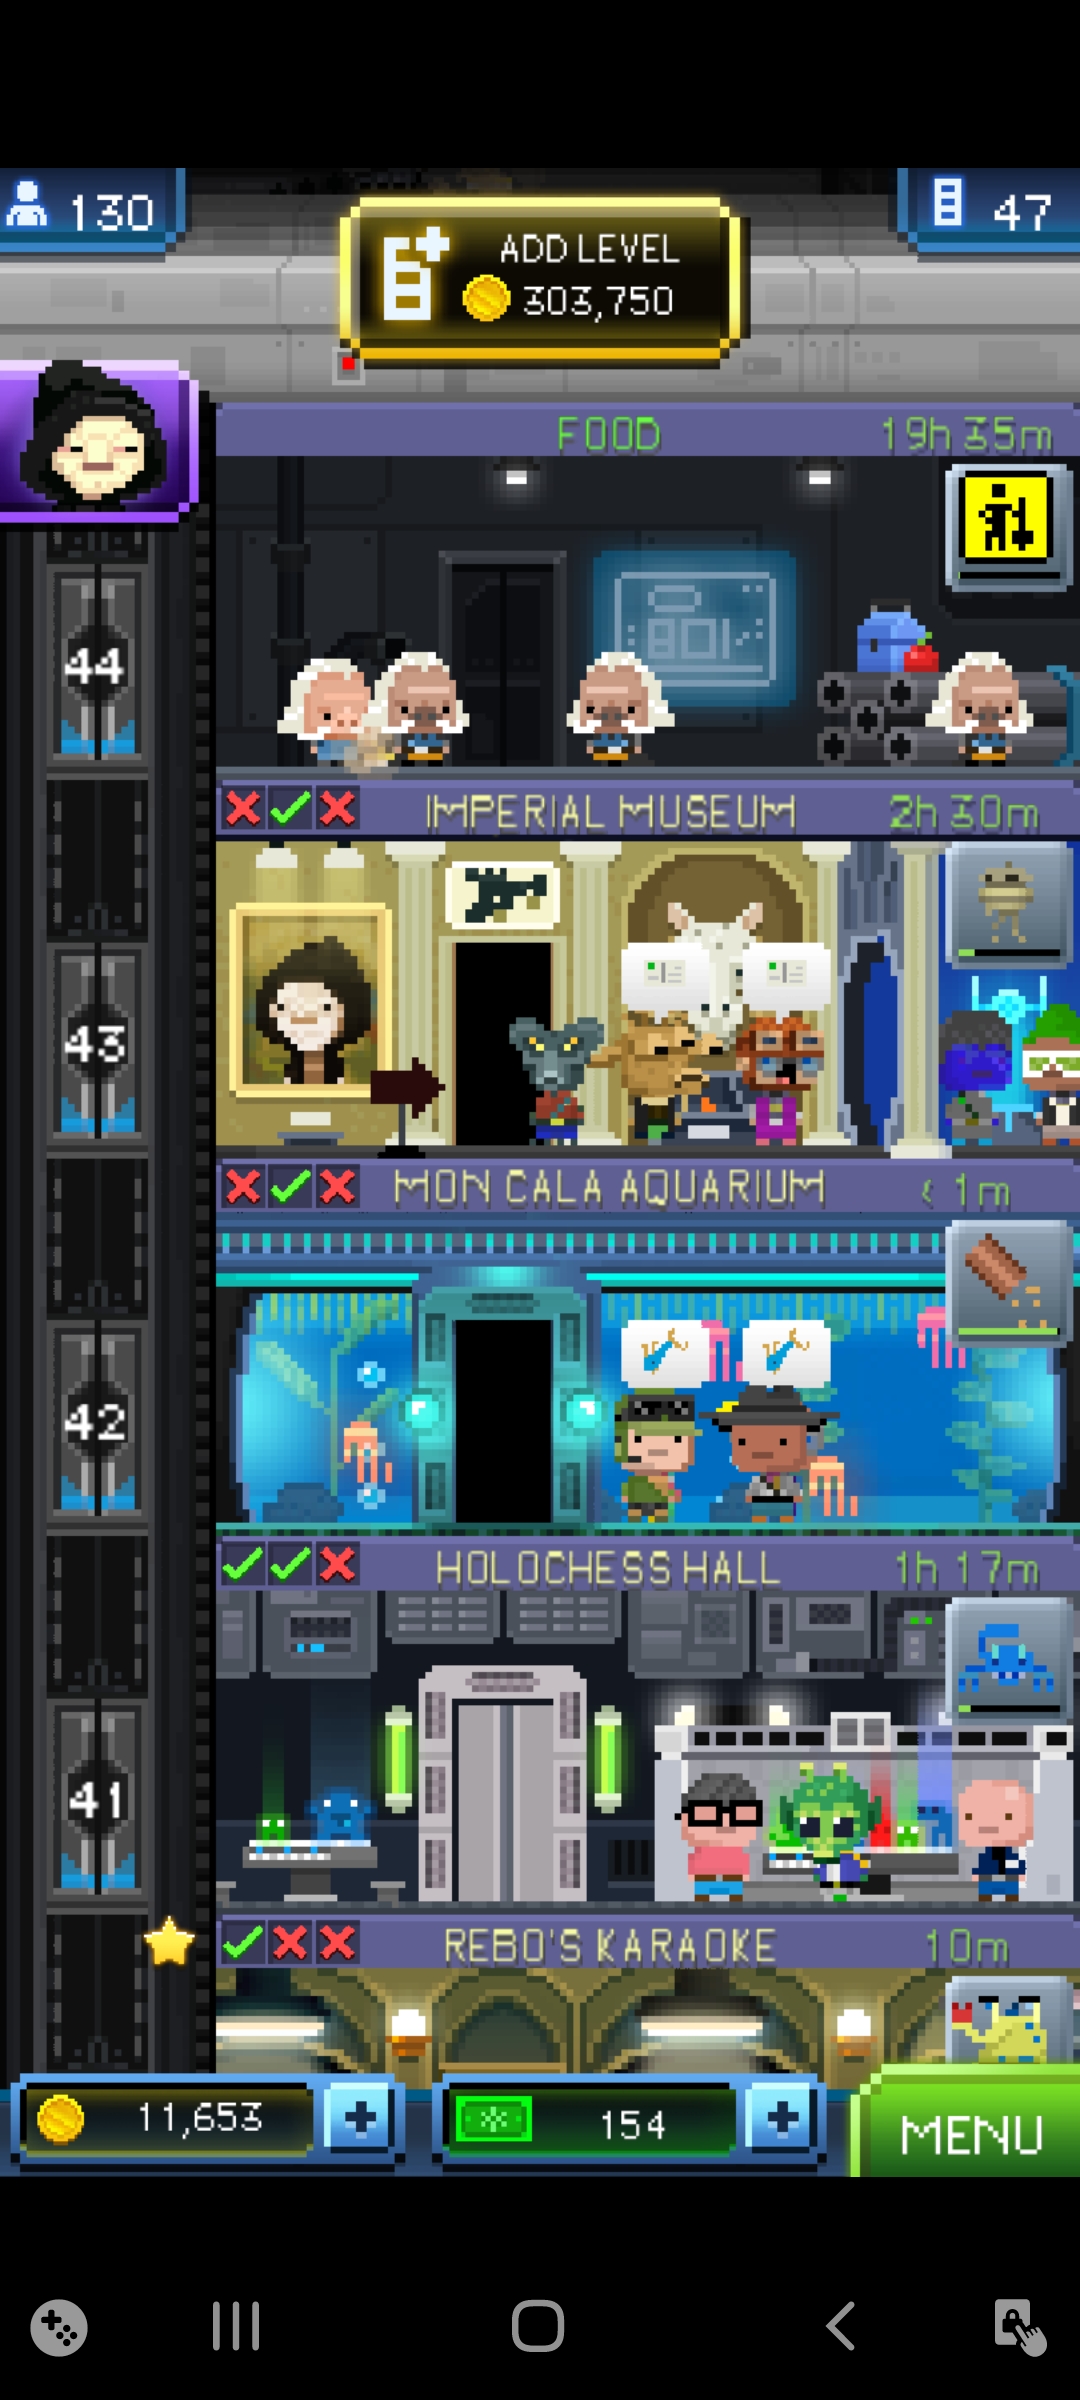 130
ADD LEVEL
303,750
47
FOOD
19h 35m
44
IMPERIAL MUSEUM
2h 30m
43
MON CALA AQUARIUM
< 1m
42
HOLOCHESS HALL
1h 17m
41
REBO'S KARAOKE
10m
11,653
154
MENU